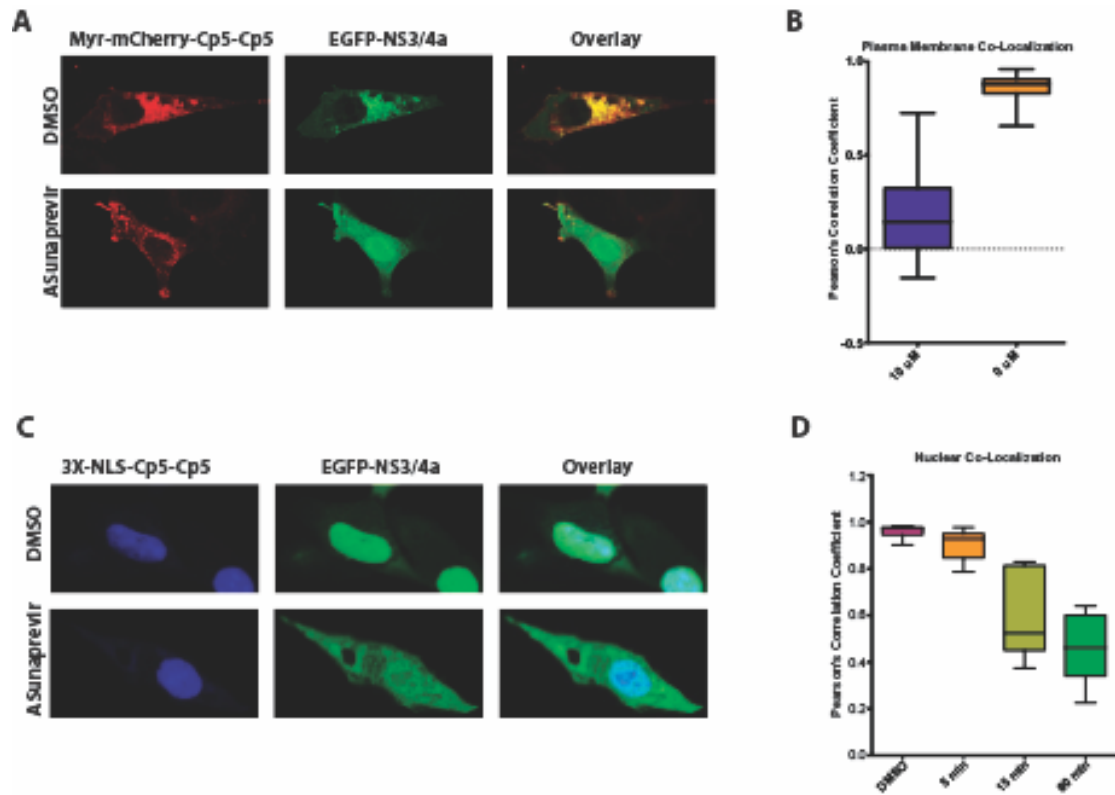 A
Myr-mCherry-Cp5-Cp5 EGFP-NS3/4a Overlay
DMSO
ASunaprevir
B
Plasma Membrane Co-Localization
Pearson's Correlation Coefficient
1.0
0.5
0.0
-0.5
10 uM
0 uM
C
3X-NLS-Cp5-Cp5 EGFP-NS3/4a Overlay
DMSO
ASunaprevir
D
Nuclear Co-Localization
Pearson's Correlation Coefficient
1.2
1.0
0.8
0.6
0.4
0.2
0.0
DMSO
5 min
15 min